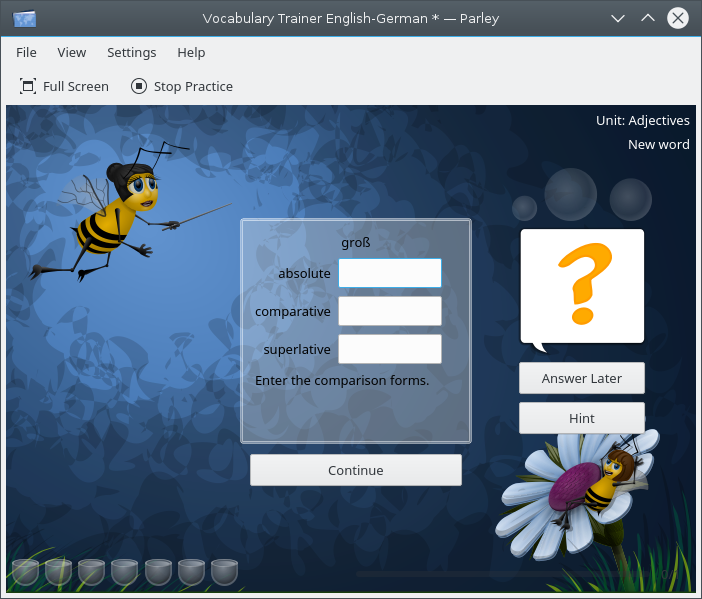 Vocabulary Trainer English-German * — Parley
File View Settings Help
Full Screen Stop Practice
Unit: Adjectives
New word
groß
absolute
comparative
superlative
Enter the comparison forms.
Continue
?
Answer Later
Hint